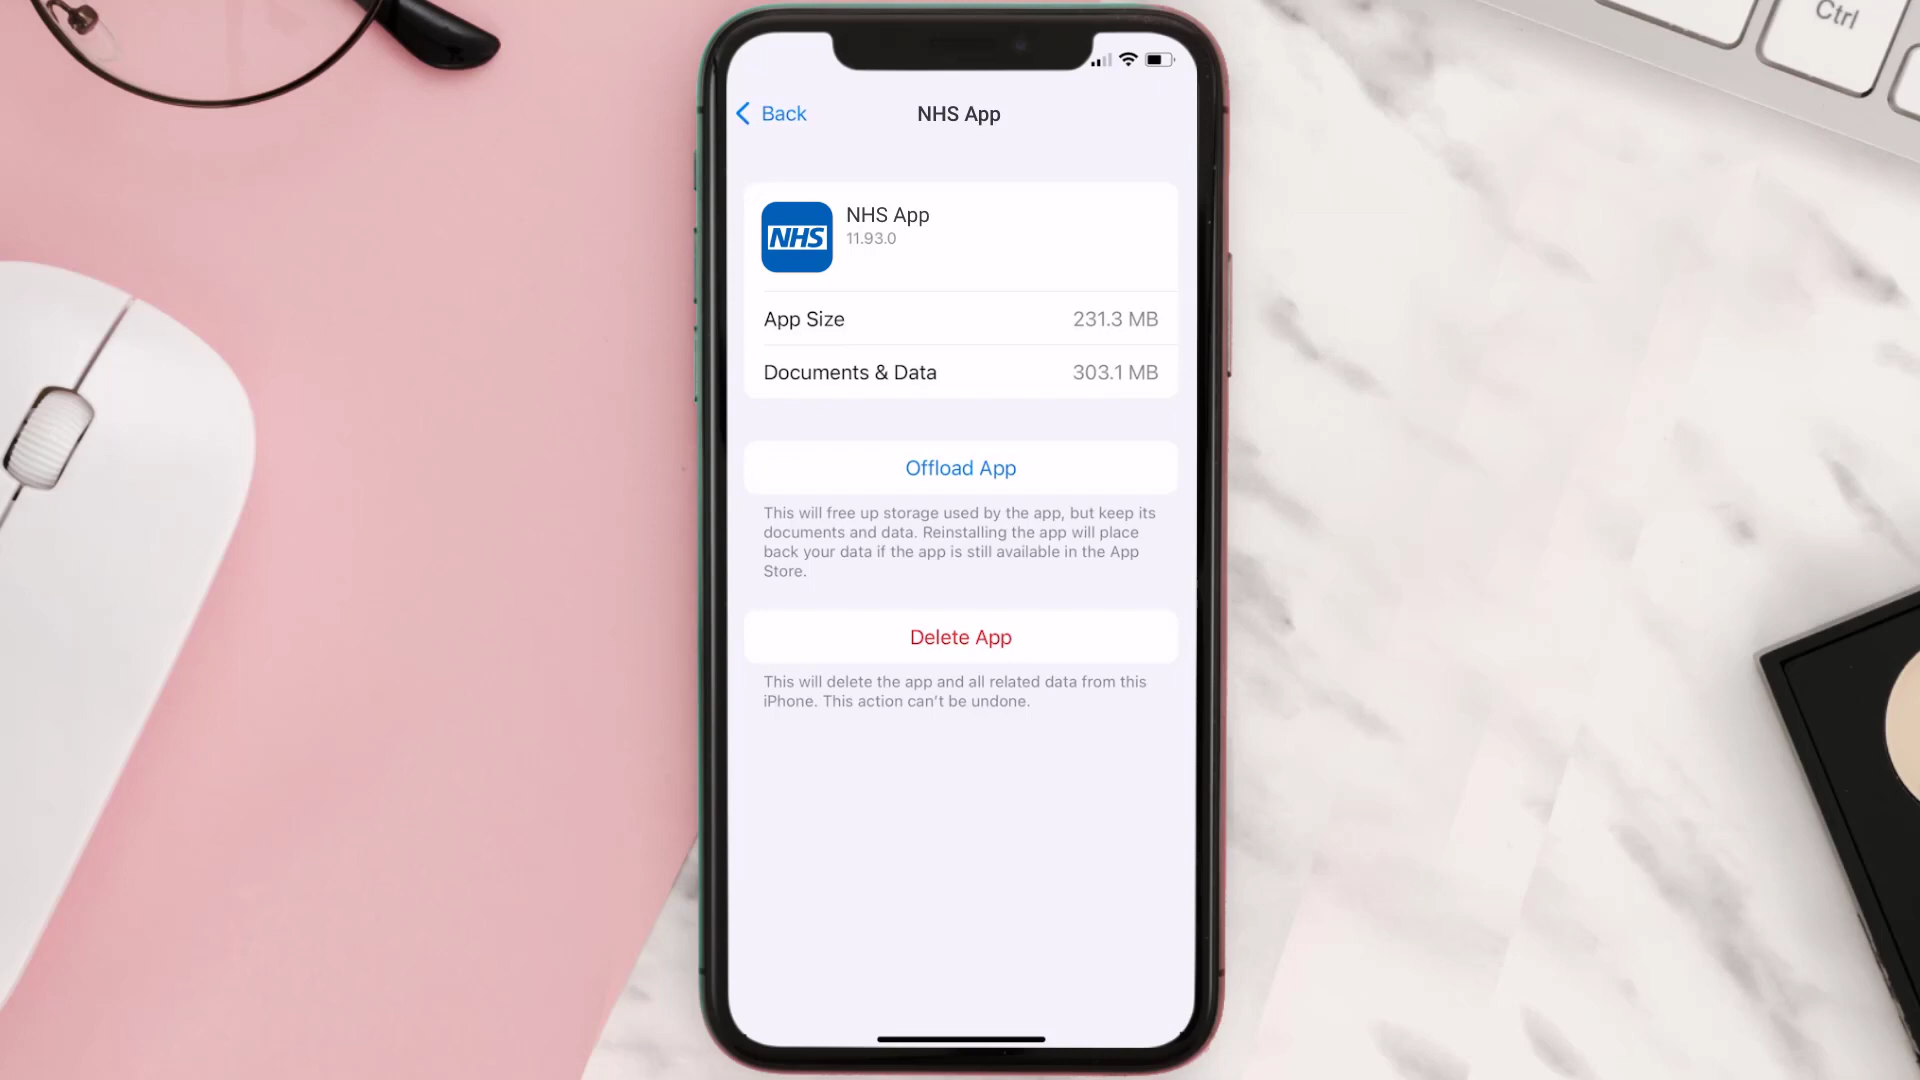 Ctrl
Back
NHS App
NHS
NHS App
11.93.0
App Size
231.3 MB
Documents & Data
303.1 MB
Offload App
This will free up storage used by the app, but keep its
documents and data. Reinstalling the app will place
back your data if the app is still available in the App
Store.
Delete App
This will delete the app and all related data from this
iPhone. This action can't be undone.